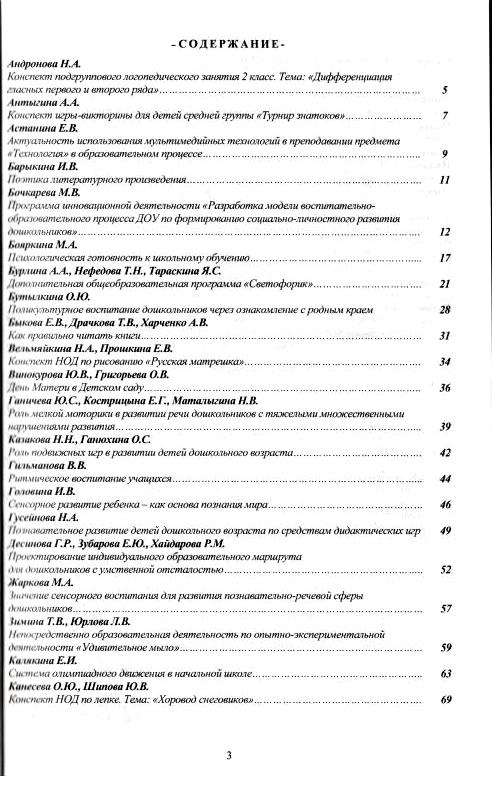 - С О Д Е Р Ж А Н И Е -
Андронова Н.А.
Конспект подгруппового логопедического занятия 2 класс. Тема: «Дифференциация
гласных первого и второго ряда»…………………………………………………… 5
Антыгина А.А.
Конспект игры-викторины для детей средней группы «Турнир знатоков»………… 7
Астанина Е.В.
Актуальность использования мультимедийных технологий в преподавании предмета
«Технология» в образовательном процессе…………………………………………… 9
Барыкина И.В.
Поэтика литературного произведения………………………………………………… 11
Бочкарева М.В.
Программа инновационной деятельности «Разработка модели воспитательно-
образовательного процесса ДОУ по формированию социально-личностного развития
дошкольников»…………………………………………………………………………… 12
Бояркина М.А.
Психологическая готовность к школьному обучению………………………………… 17
Бурлина А.А., Нефедова Т.Н., Тараскина Я.С.
Дополнительная общеобразовательная программа «Светофорик»…………………… 21
Бутылкина О.Ю.
Поликультурное воспитание дошкольников через ознакомление с родным краем 28
Быкова Е.В., Драчкова Т.В., Харченко А.В.
Как правильно читать книги…………………………………………………………… 31
Вельмяйкина Н.А., Прошкина Е.В.
Конспект НОД по рисованию «Русская матрешка»…………………………………… 34
Винокурова Ю.В., Григорьева О.В.
День Матери в Детском саду…………………………………………………………… 36
Ганичева Ю.С., Кострицына Е.Г., Маталыгина Н.В.
Роль мелкой моторики в развитии речи дошкольников с тяжелыми множественными
нарушениями развития…………………………………………………………………… 39
Казакова Н.Н., Ганюхина О.С.
Роль подвижных игр в развитии детей дошкольного возраста……………………… 42
Гильманова В.В.
Ритмическое воспитание учащихся……………………………………………………… 44
Головина И.В.
Сенсорное развитие ребенка – как основа познания мира…………………………… 46
Гусейнова Н.А.
Познавательное развитие детей дошкольного возраста по средствам дидактических игр 49
Десинова Г.Р., Зубарова Е.Ю., Хайдарова Р.М.
Проектирование индивидуального образовательного маршрута
для дошкольников с умственной отсталостью………………………………………… 52
Жаркова М.А.
Значение сенсорного воспитания для развития познавательно-речевой сферы
дошкольников……………………………………………………………………………… 57
Зимина Т.В., Юрлова Л.В.
Непосредственно образовательная деятельность по опытно-экспериментальной
деятельности «Удивительное мыло»…………………………………………………… 59
Калякина Е.И.
Система олимпиадного движения в начальной школе………………………………… 63
Канесева О.Ю., Шипова Ю.В.
Конспект НОД по лепке. Тема: «Хоровод снеговиков»……………………………… 69
3